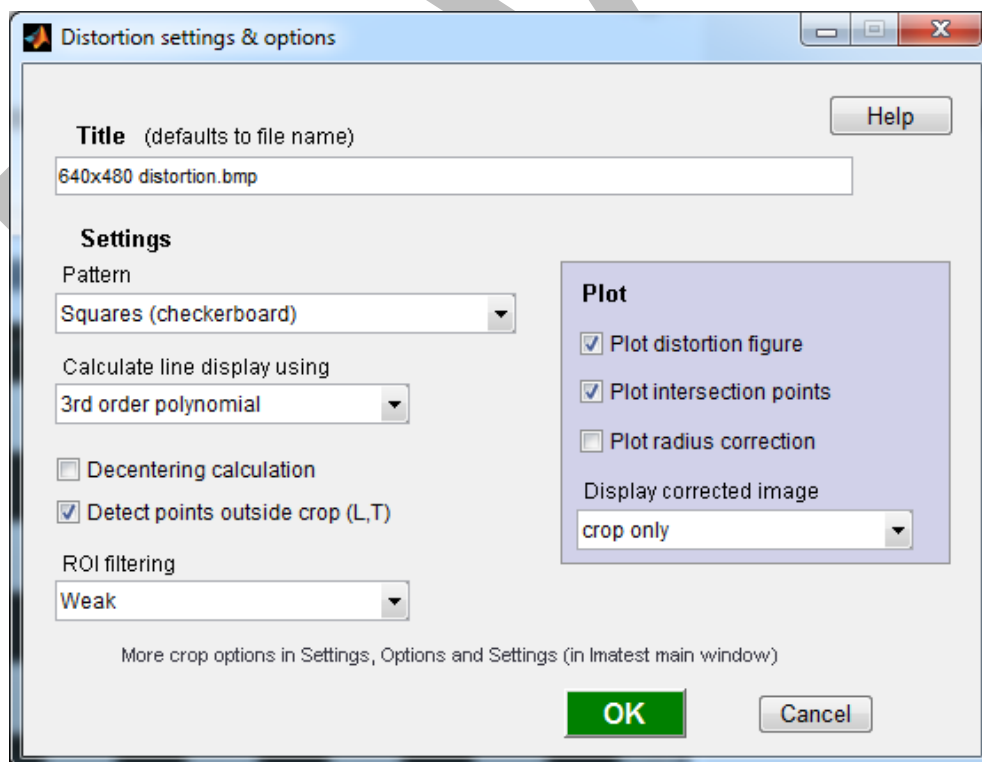 Distortion settings & options
Help
Title (defaults to file name)
640x480 distortion.bmp
Settings
Pattern
Squares (checkerboard)
Calculate line display using
3rd order polynomial
Decentering calculation
Detect points outside crop (L,T)
ROI filtering
Weak
Plot
Plot distortion figure
Plot intersection points
Plot radius correction
Display corrected image
crop only
More crop options in Settings, Options and Settings (in Imatest main window)
OK
Cancel